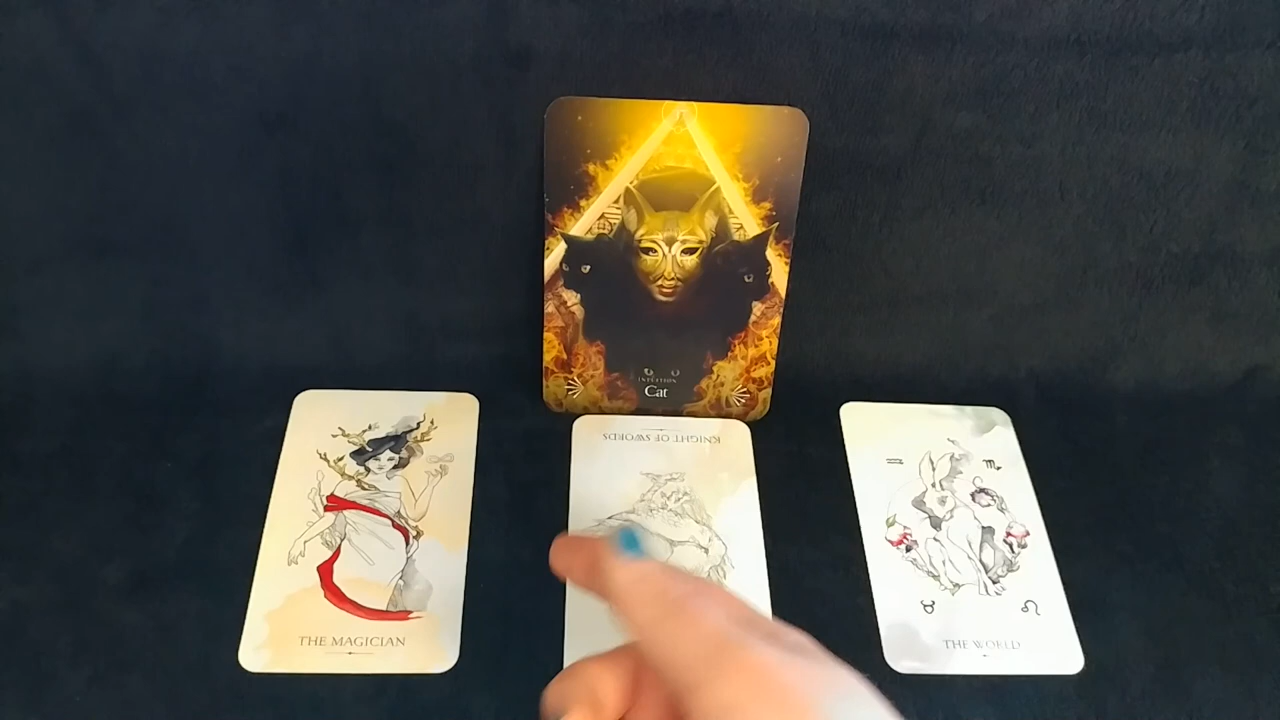 INTUITION
Cat
KNIGHT OF SWORDS
THE MAGICIAN
THE WORLD